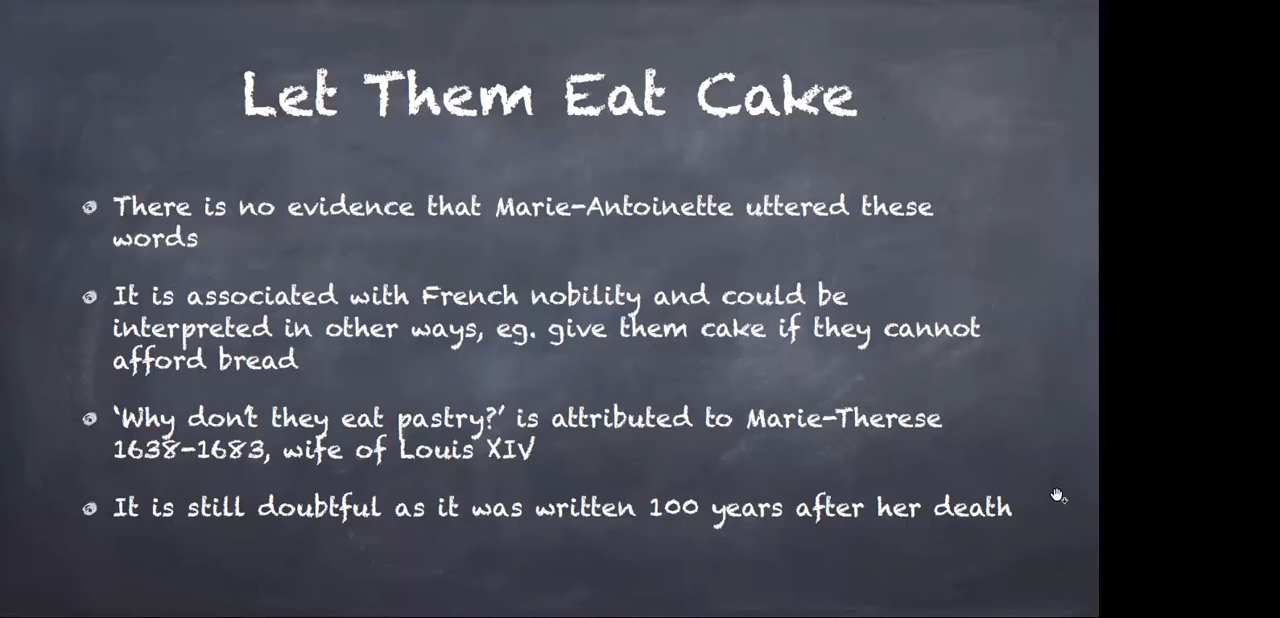 Let Them Eat Cake
There is no evidence that Marie-Antoinette uttered these
words
It is associated with French nobility and could be
interpreted in other ways, eg. give them cake if they cannot
afford bread
‘Why don’t they eat pastry?’ is attributed to Marie-Therese
1638-1683, wife of Louis XIV
It is still doubtful as it was written 100 years after her death